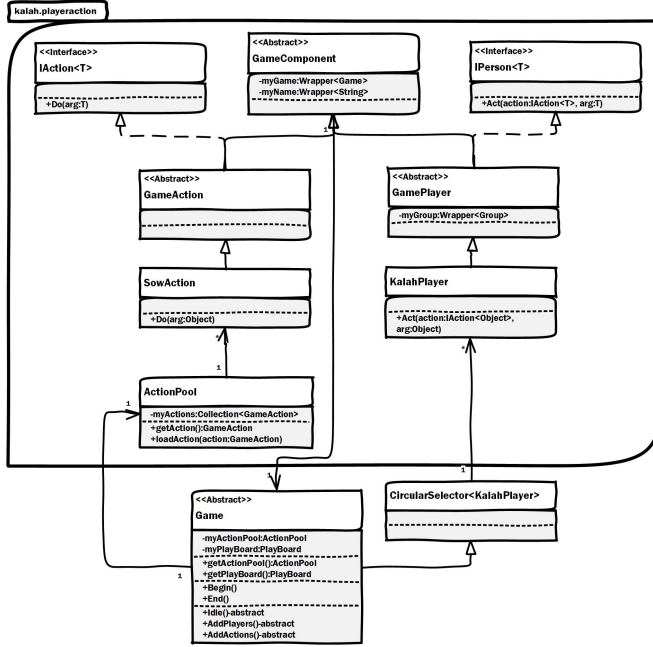 kalah.playeraction
<<Interface>>
IAction<T>
+Do(arg:T)
<<Abstract>>
GameComponent
-myGame:Wrapper<Game>
-myName:Wrapper<String>
<<Interface>>
IPerson<T>
+Act(action:IAction<T>, arg:T)
1
<<Abstract>>
GameAction
<<Abstract>>
GamePlayer
-myGroup:Wrapper<Group>
SowAction
+Do(arg:Object)
KalahPlayer
+Act(action:IAction<Object>,
arg:Object)
*
*
1
ActionPool
-myActions:Collection<GameAction>
+getAction():GameAction
+loadAction(action:GameAction)
1
1
1
<<Abstract>>
Game
-myActionPool:ActionPool
-myPlayBoard:PlayBoard
+getActionPool():ActionPool
+getPlayBoard():PlayBoard
+Begin()
+End()
+Idle()-abstract
+AddPlayers()-abstract
+AddActions()-abstract
CircularSelector<KalahPlayer>
1